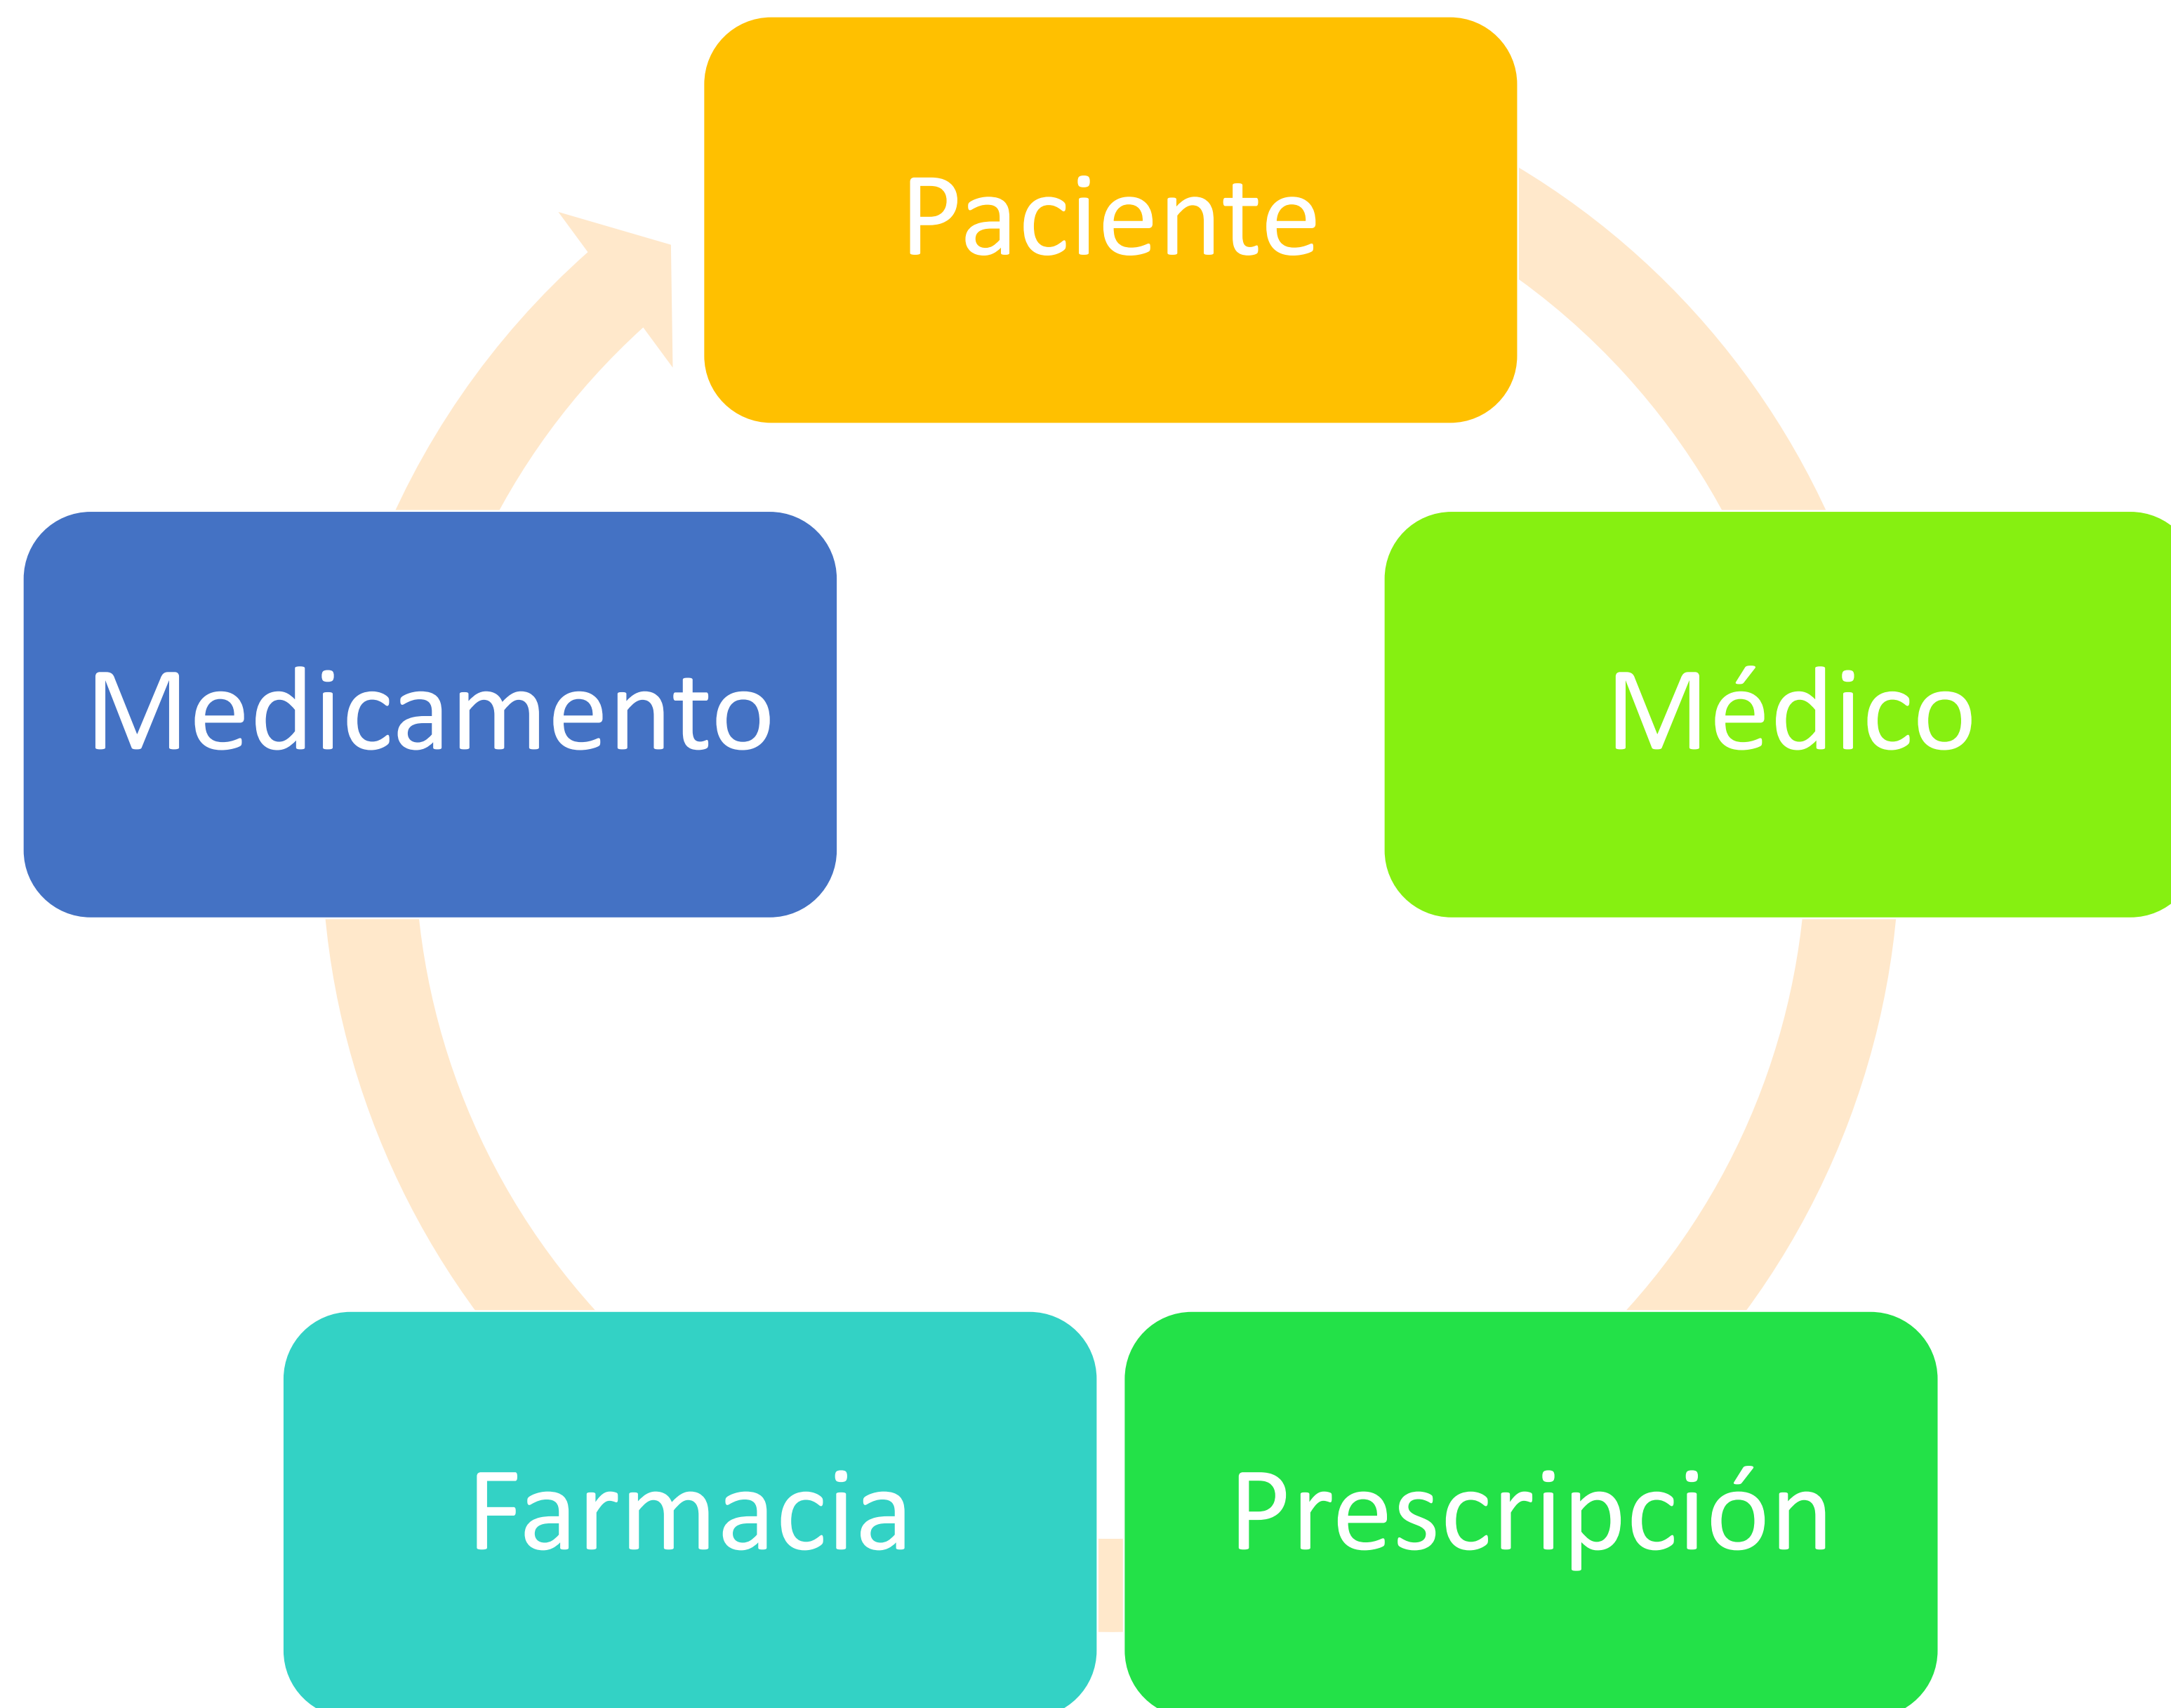 Paciente
Medicamento
Médico
Farmacia
Prescripción